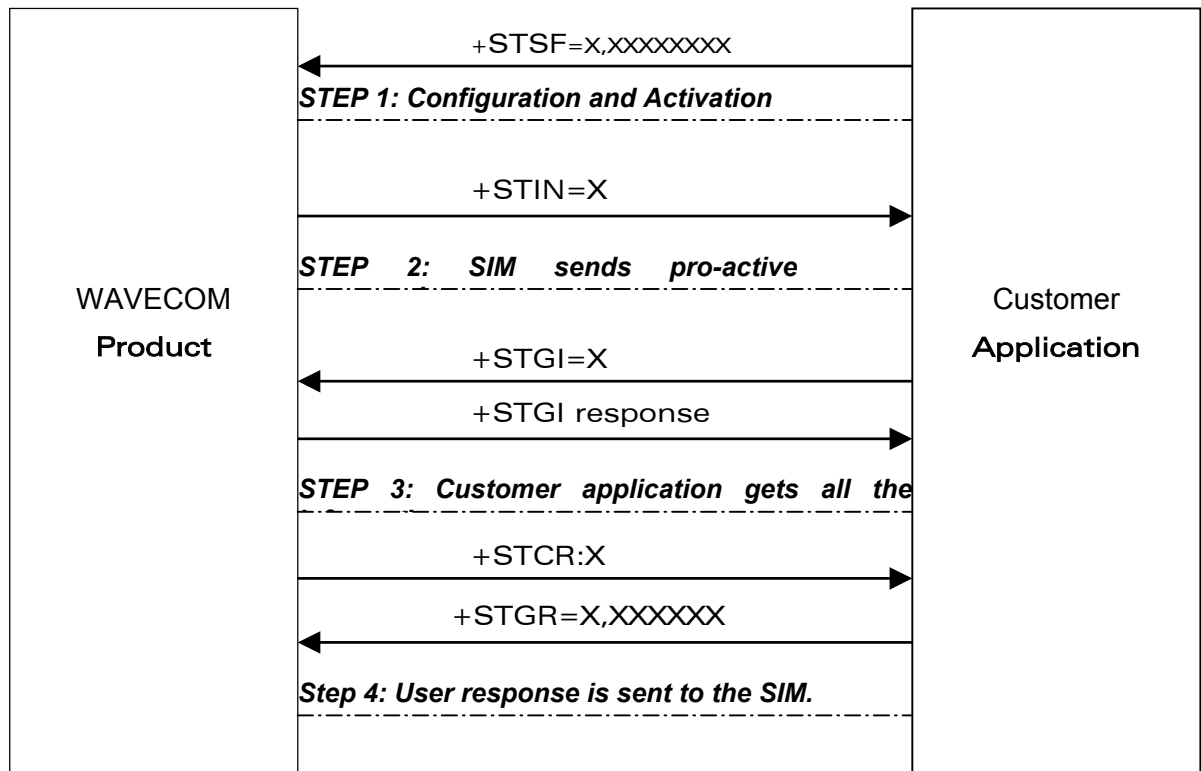 +STSF=X,XXXXXXXX
STEP 1: Configuration and Activation
+STIN=X
STEP 2: SIM sends pro-active
WAVECOM
Product
Customer
Application
+STGI=X
+STGI response
STEP 3: Customer application gets all the
+STCR:X
+STGR=X,XXXXXX
Step 4: User response is sent to the SIM.